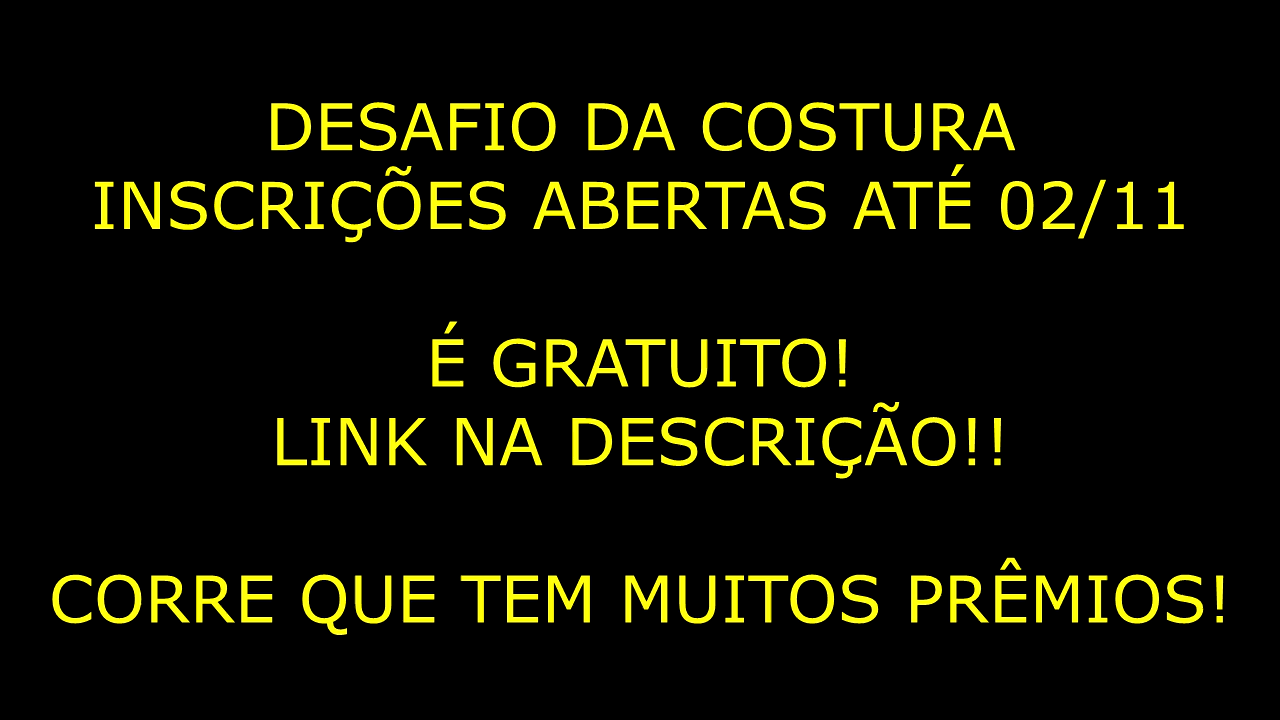 DESAFIO DA COSTURA
INSCRIÇÕES ABERTAS ATÉ 02/11
É GRATUITO!
LINK NA DESCRIÇÃO!!
CORRE QUE TEM MUITOS PRÊMIOS!